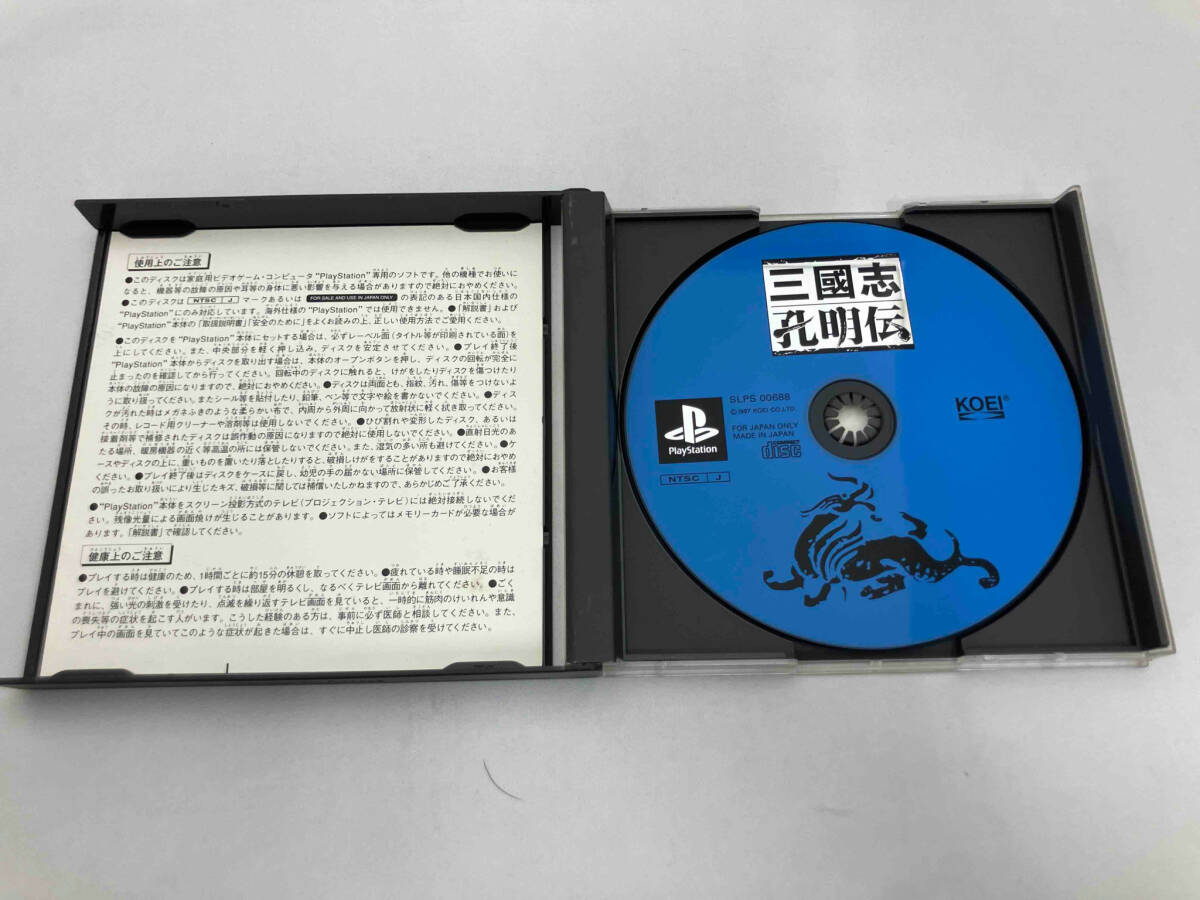 使用上のご注意
●このディスクは家庭用ビデオゲーム・コンピュータ“PlayStation”専用のソフトです。他の機種でお使いに
なると、機器等の故障の原因や耳等の身体に悪い影響を与える場合がありますので絶対におやめください。
●このディスクは NTSC J マークあるいは FOR SALE AND USE IN JAPAN ONLY の表記のある日本国内仕様の
“PlayStation”にのみ対応しています。海外仕様の“PlayStation”では使用できません。●「解説書」および
“PlayStation”本体の「取扱説明書」「安全のために」をよくお読みの上、正しい使用方法でご愛用ください。
●このディスクを“PlayStation”本体にセットする場合は、必ずレーベル面(タイトル等が印刷されている面)を
上にしてください。また、中央部分を軽く押し込み、ディスクを安定させてください。●プレイ終了後
“PlayStation”本体からディスクを取り出す場合は、本体のオープンボタンを押し、ディスクの回転が完全に
止まったのを確認してから行ってください。回転中のディスクに触れると、けがをしたりディスクを傷つけたり
本体の故障の原因になりますので、絶対におやめください。●ディスクは両面とも、指紋、汚れ、傷等をつけないよ
うに取り扱ってください。またシール等を貼付したり、鉛筆、ペン等で文字や絵を書かないでください。●ディス
クが汚れた時はメガネふきのような柔らかい布で、内周から外周に向かって放射状に軽く拭き取ってください。
その時、レコード用クリーナーや溶剤等は使用しないでください。●ひび割れや変形したディスク、あるいは
接着剤等で補修されたディスクは誤作動の原因になりますので絶対に使用しないでください。●直射日光のあ
たる場所、暖房機器の近く等高温の所には保管しないでください。また、湿気の多い所も避けてください。●ケ
ースやディスクの上に、重いものを置いたり落としたりすると、破損しけがをすることがありますので絶対におやめ
ください。●プレイ終了後はディスクをケースに戻し、幼児の手の届かない場所に保管してください。●お客様
の誤ったお取り扱いにより生じたキズ、破損等に関しては補償いたしかねますので、あらかじめご了承ください。
●“PlayStation”本体をスクリーン投影方式のテレビ(プロジェクション・テレビ)には絶対接続しないでくだ
さい。残像光量による画面焼けが生じることがあります。●ソフトによってはメモリーカードが必要な場合が
あります。「解説書」で確認してください。
健康上のご注意
●プレイする時は健康のため、1時間ごとに約15分の休憩を取ってください。●疲れている時や睡眠不足の時は
プレイを避けてください。●プレイする時は部屋を明るくし、なるべくテレビ画面から離れてください。●ごく
まれに、強い光の刺激を受けたり、点滅を繰り返すテレビ画面を見ていると、一時的に筋肉のけいれんや意識
の喪失等の症状を起こす人がいます。こうした経験のある方は、事前に必ず医師と相談してください。また、
プレイ中の画面を見ていてこのような症状が起きた場合は、すぐに中止し医師の診察を受けてください。
三國志
孔明伝
SLPS 00688
© 1997 KOEI CO.,LTD.
FOR JAPAN ONLY
MADE IN JAPAN
COMPACT
disc
PlayStation
NTSC J
KOEI®